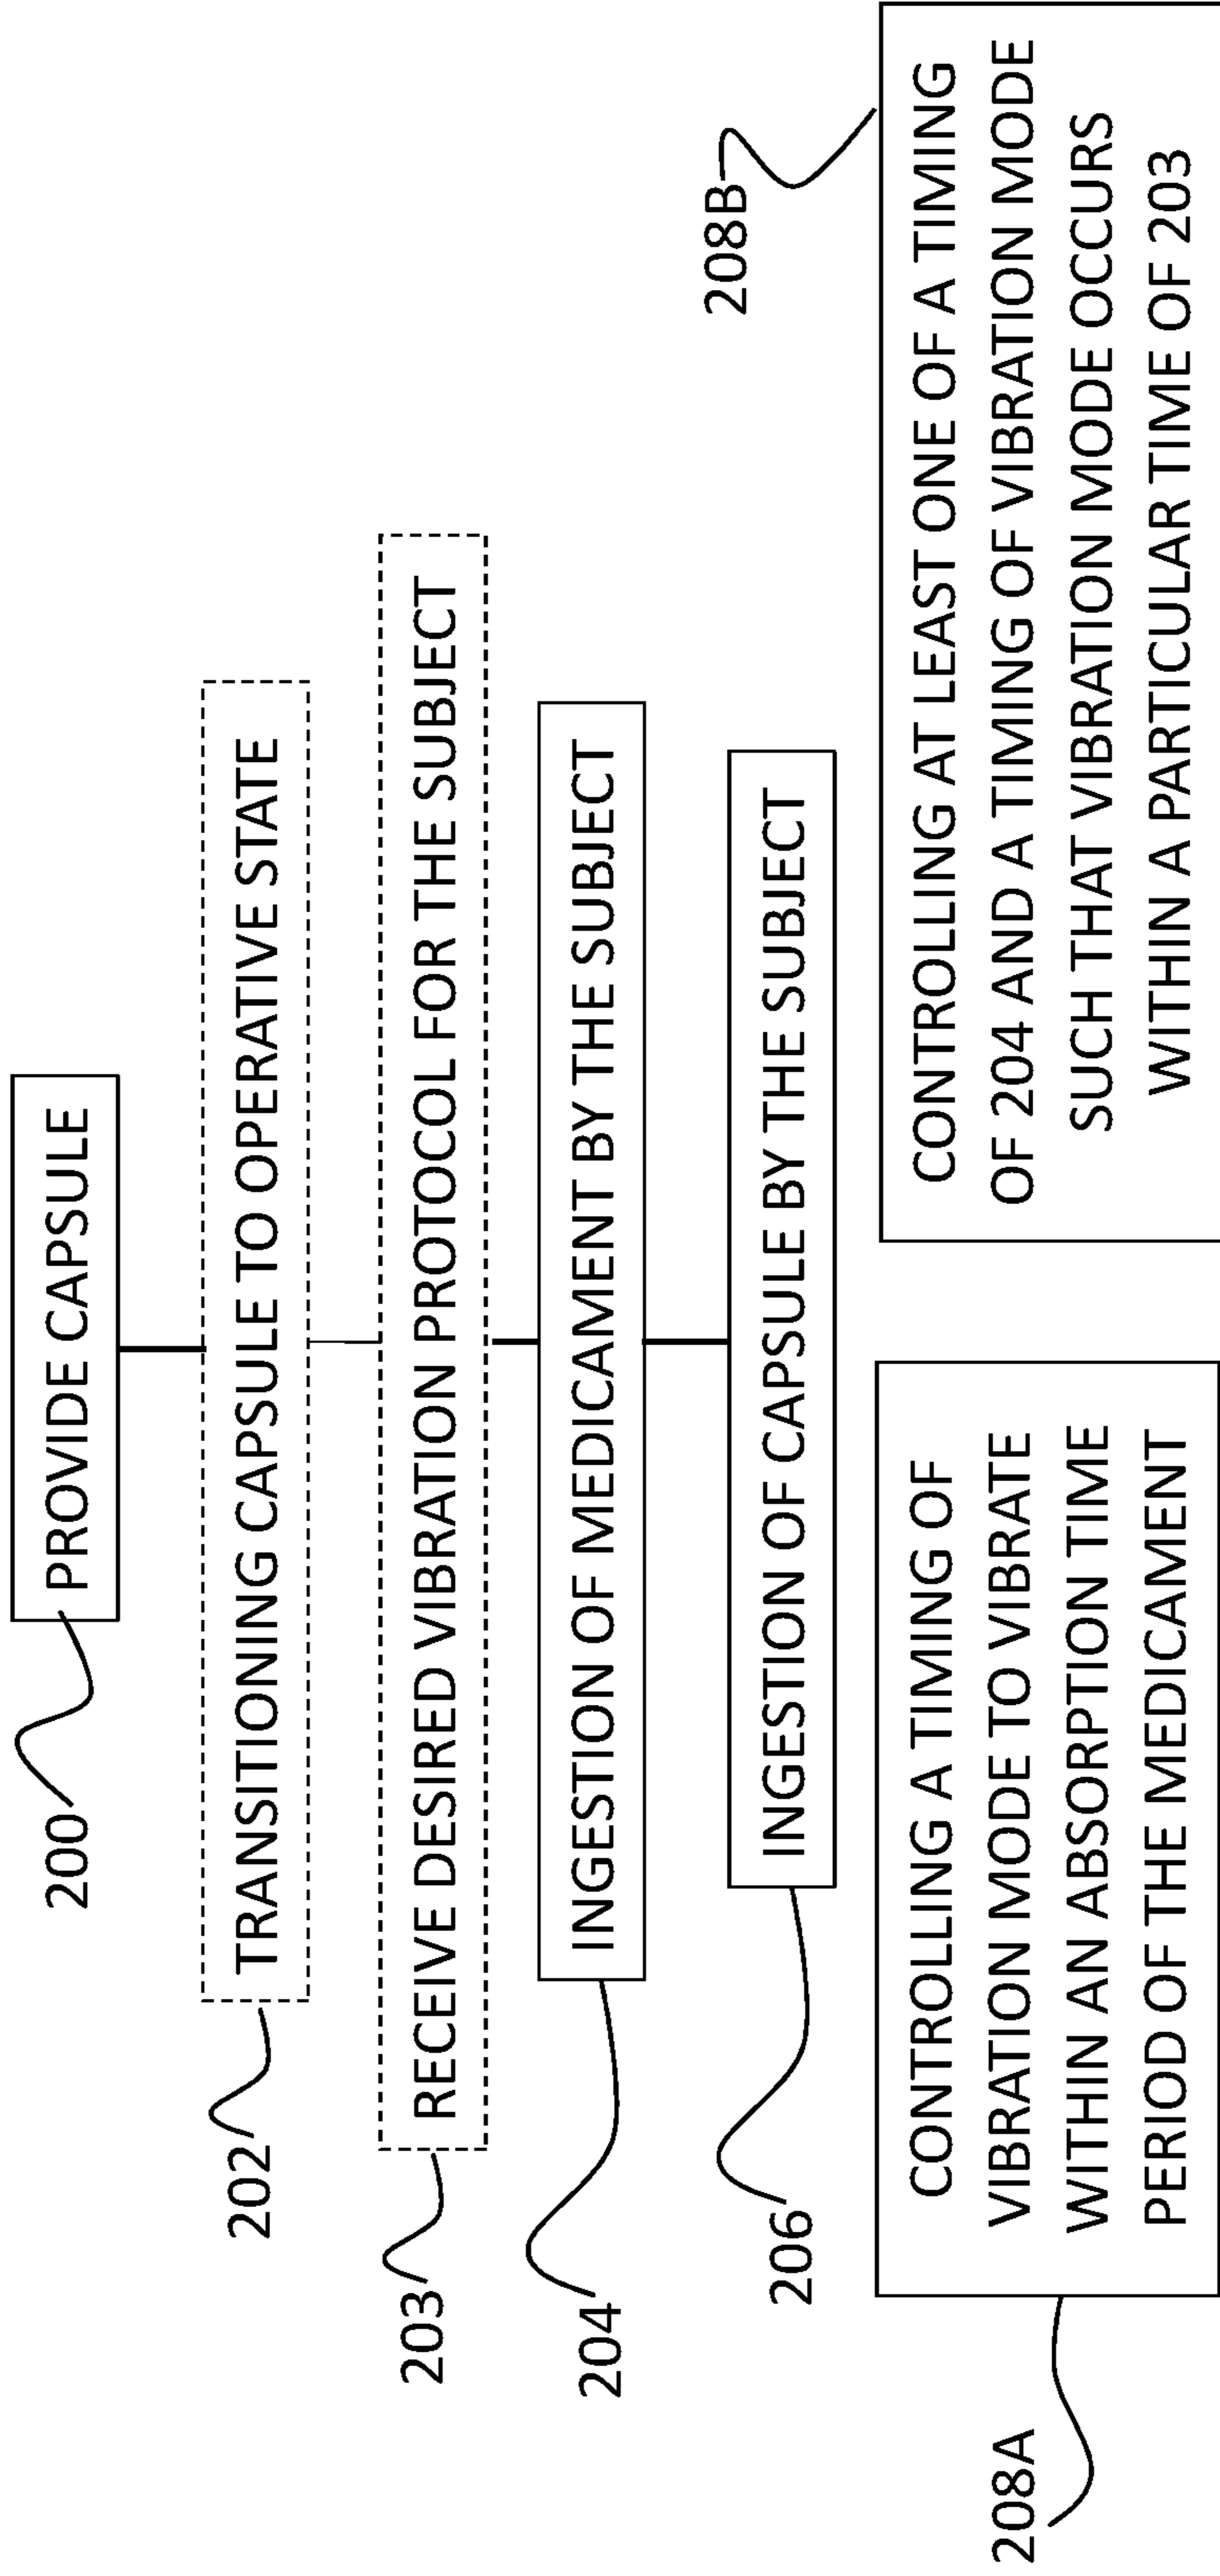 200
PROVIDE CAPSULE
202
TRANSITIONING CAPSULE TO OPERATIVE STATE
203
RECEIVE DESIRED VIBRATION PROTOCOL FOR THE SUBJECT
204
INGESTION OF MEDICAMENT BY THE SUBJECT
206
INGESTION OF CAPSULE BY THE SUBJECT
208A
CONTROLLING A TIMING OF
VIBRATION MODE TO VIBRATE
WITHIN AN ABSORPTION TIME
PERIOD OF THE MEDICAMENT
208B
CONTROLLING AT LEAST ONE OF A TIMING
OF 204 AND A TIMING OF VIBRATION MODE
SUCH THAT VIBRATION MODE OCCURS
WITHIN A PARTICULAR TIME OF 203